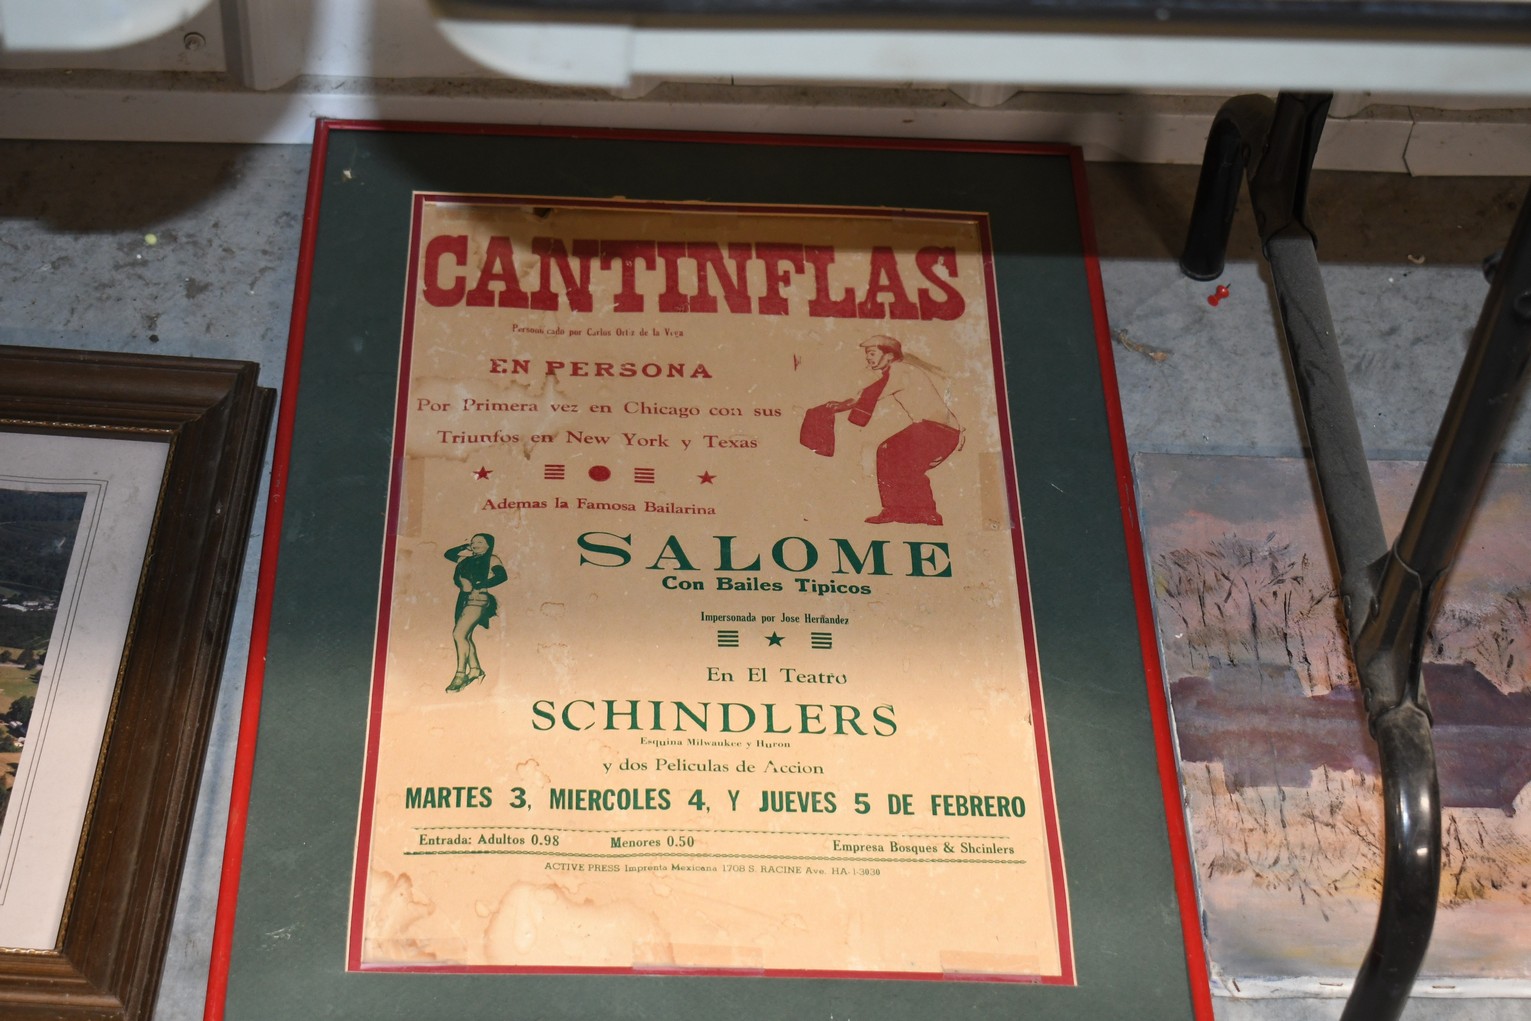 CANTINFLAS
Personificado por Carlos Ortiz de la Vega
EN PERSONA
Por Primera vez en Chicago con sus
Triunfos en New York y Texas
Ademas la Famosa Bailarina
SALOME
Con Bailes Tipicos
Impersonada por Jose Herñandez
En El Teatro
SCHINDLERS
Esquina Milwaukee y Huron
y dos Peliculas de Accion
MARTES 3, MIERCOLES 4, Y JUEVES 5 DE FEBRERO
Entrada: Adultos 0.98 Menores 0.50 Empresa Bosques & Shcinlers
ACTIVE PRESS Imprenta Mexicana 1708 S. RACINE Ave. HA-1-3030